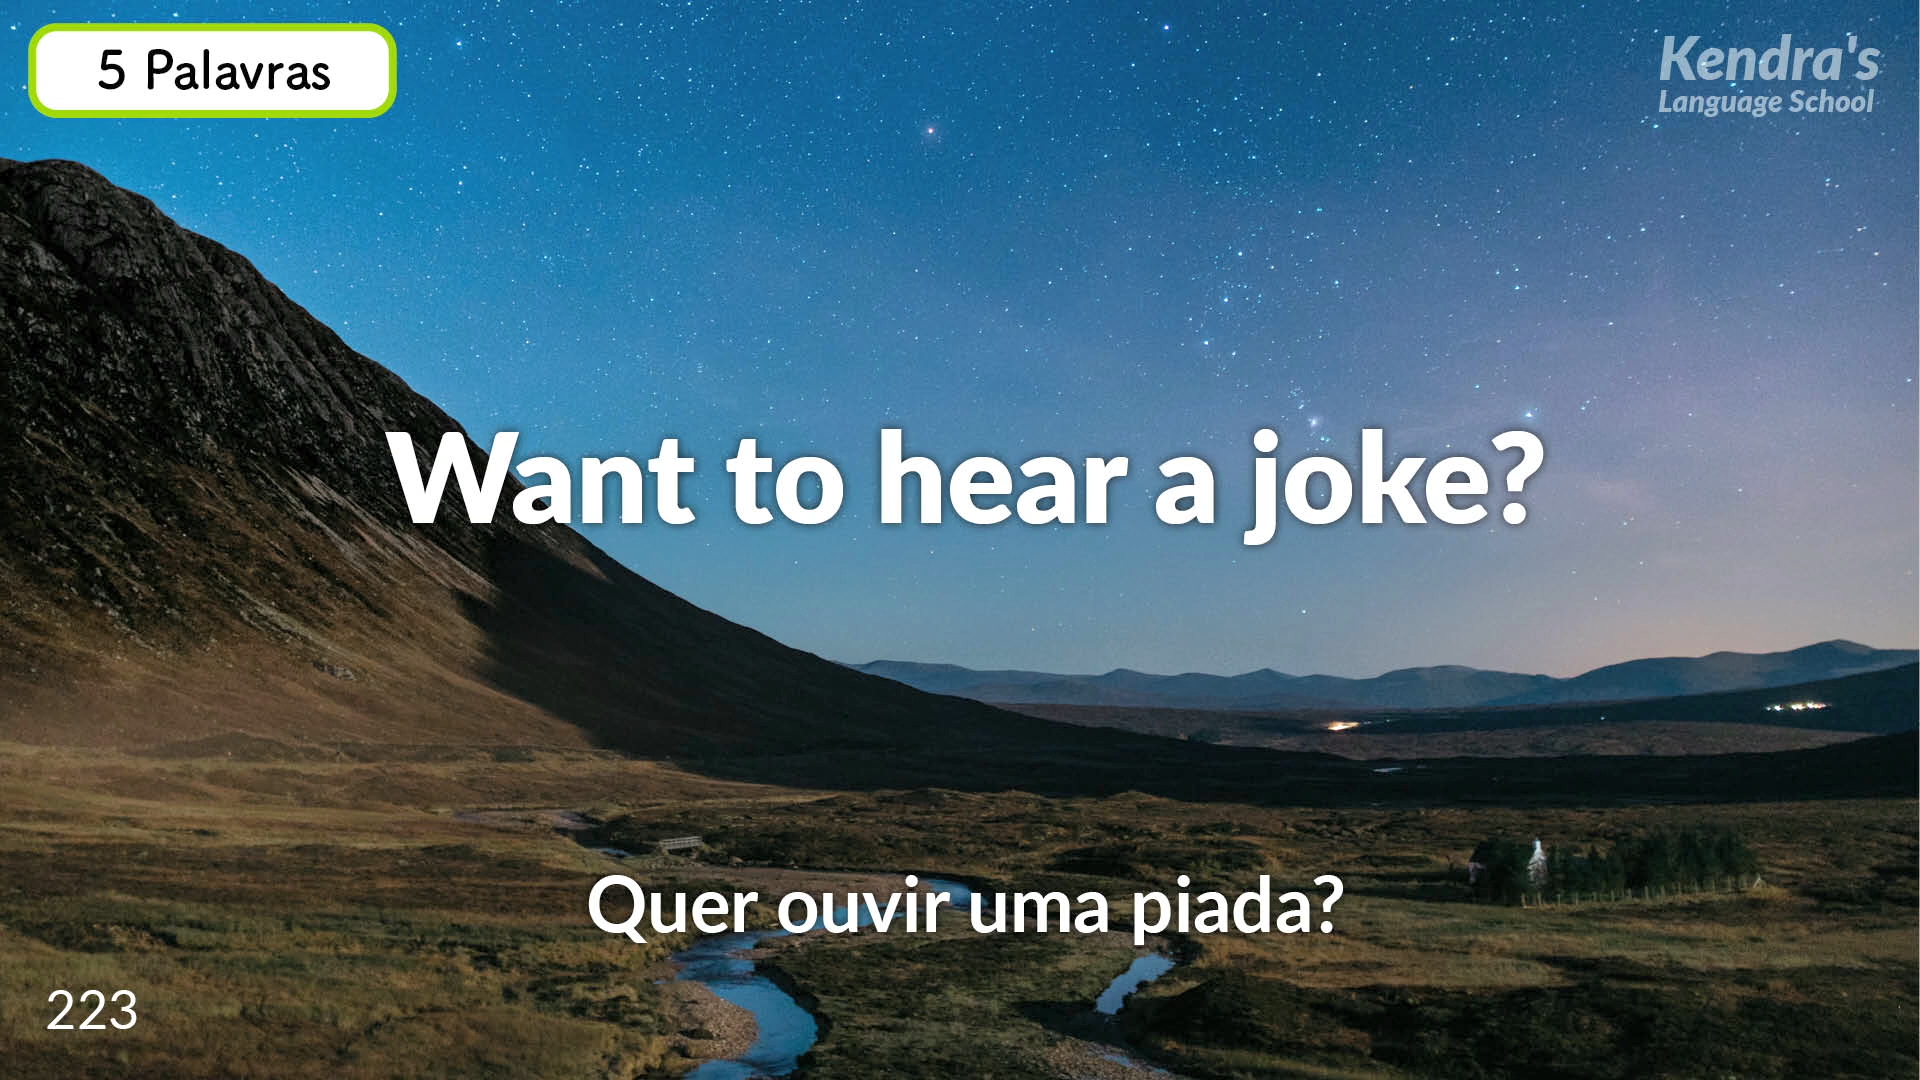 5 Palavras
Kendra's
Language School
Want to hear a joke?
Quer ouvir uma piada?
223